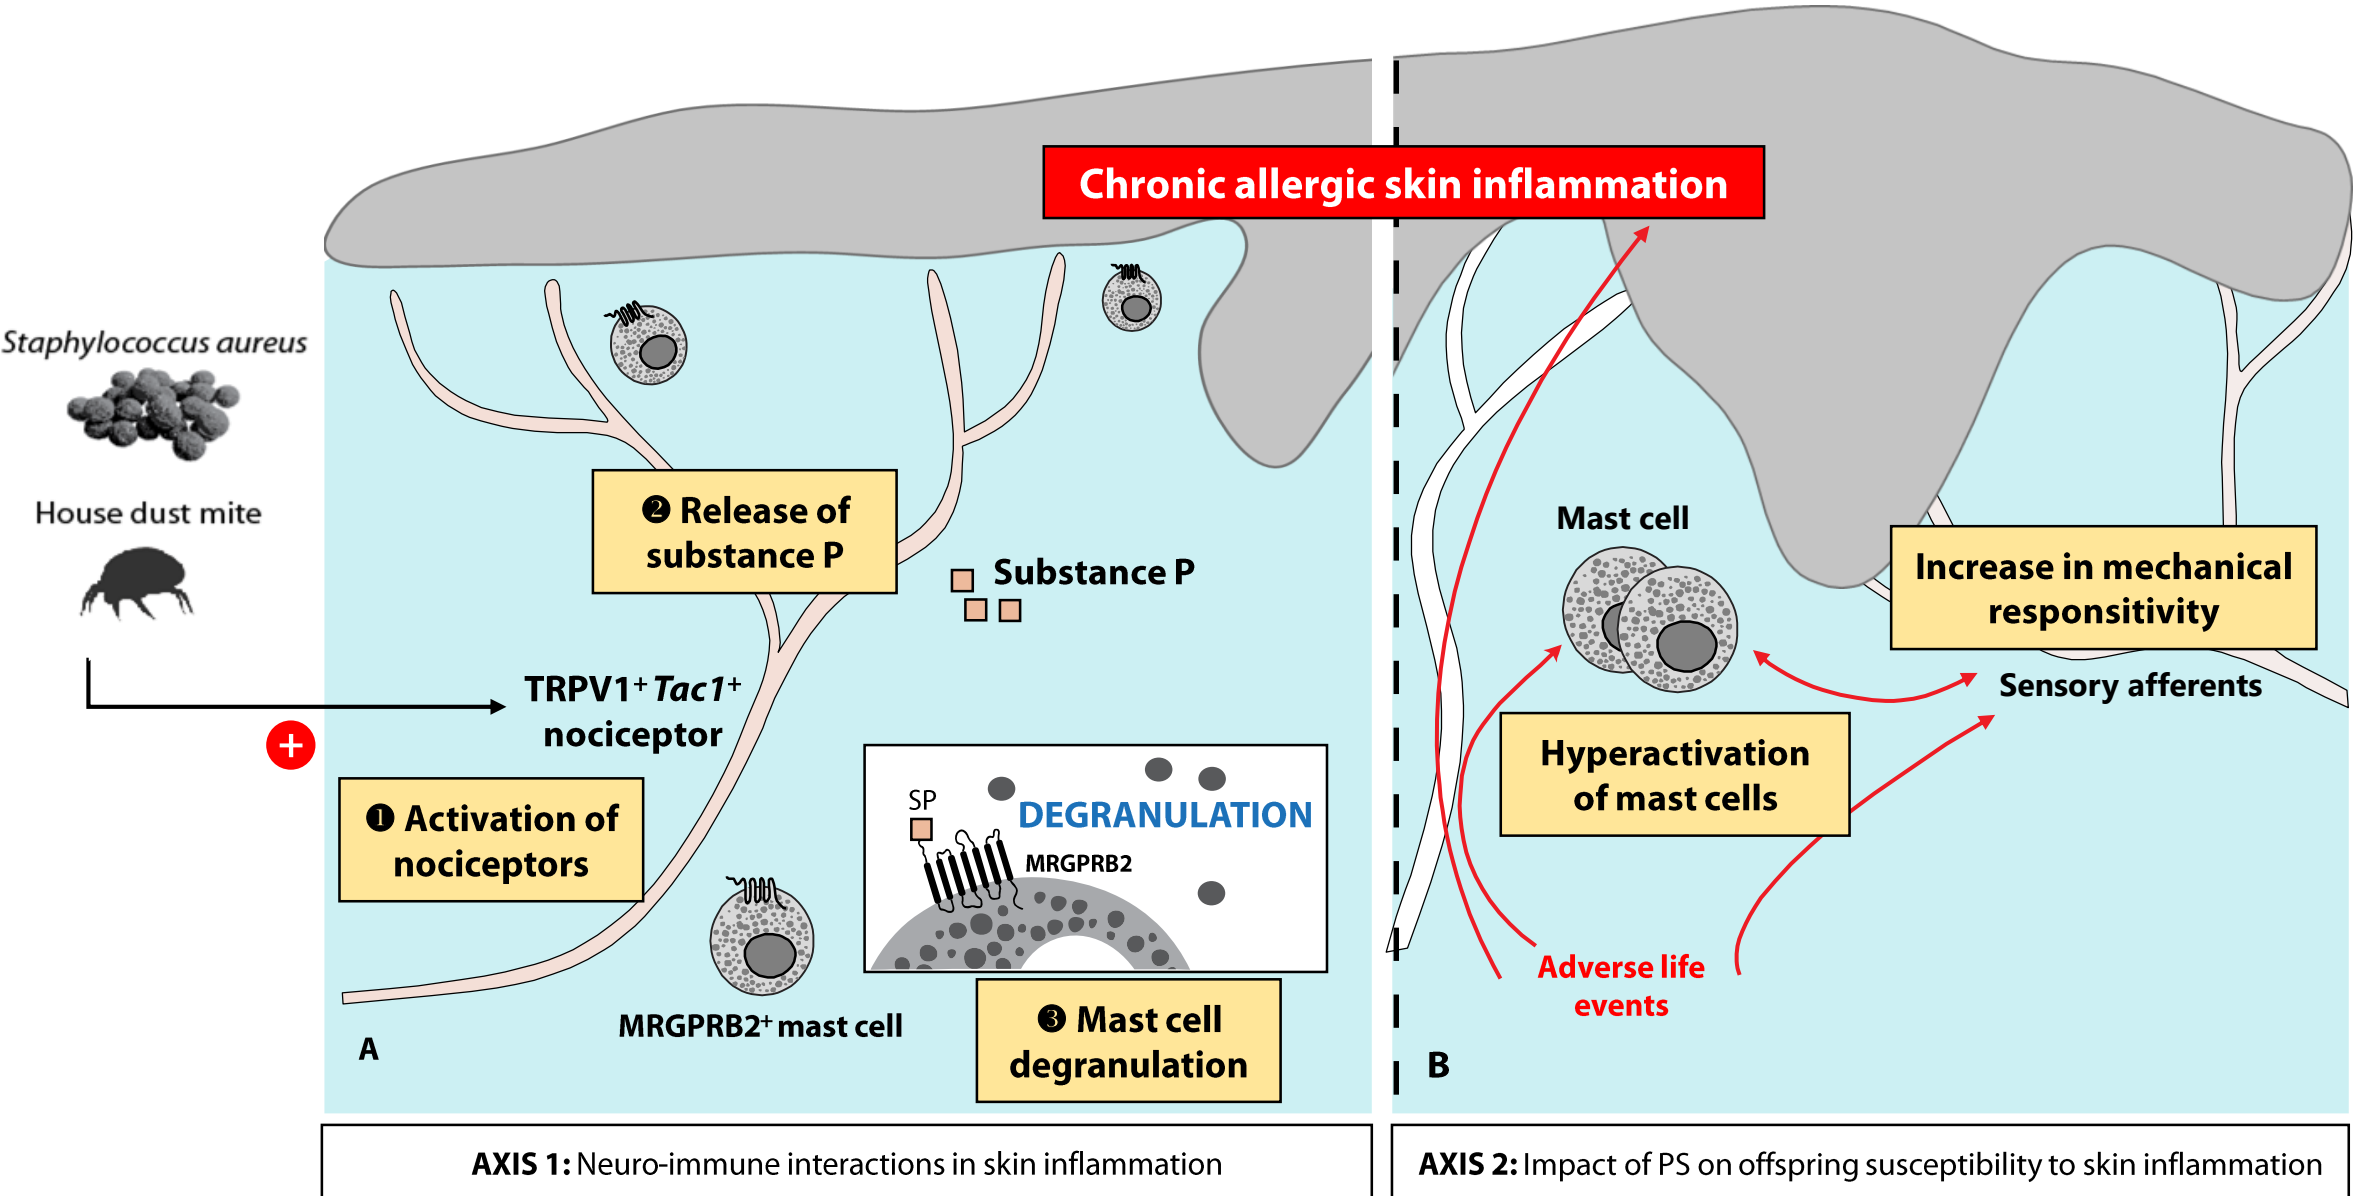 Chronic allergic skin inflammation
Staphylococcus aureus
House dust mite
+
❷ Release of
substance P
Substance P
TRPV1⁺ Tac1⁺
nociceptor
❶ Activation of
nociceptors
SP
DEGRANULATION
MRGPRB2
MRGPRB2⁺ mast cell
❸ Mast cell
degranulation
A
Mast cell
Increase in mechanical
responsitivity
Sensory afferents
Hyperactivation
of mast cells
Adverse life
events
B
AXIS 1: Neuro-immune interactions in skin inflammation
AXIS 2: Impact of PS on offspring susceptibility to skin inflammation